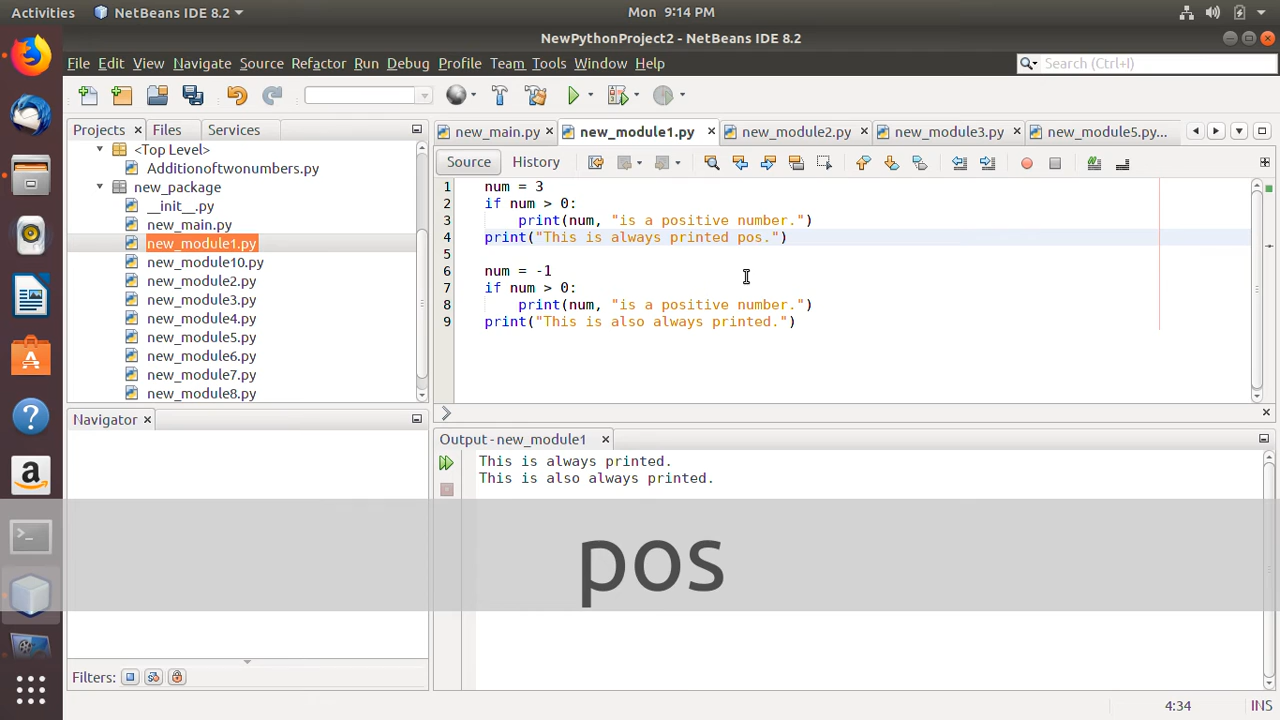 Activities NetBeans IDE 8.2 Mon 9:14 PM
NewPythonProject2 - NetBeans IDE 8.2
File Edit View Navigate Source Refactor Run Debug Profile Team Tools Window Help Search (Ctrl+I)
Projects Files Services
new_main.py new_module1.py new_module2.py new_module3.py new_module5.py...
Source History
<Top Level>
Additionoftwonumbers.py
new_package
__init__.py
new_main.py
new_module1.py
new_module10.py
new_module2.py
new_module3.py
new_module4.py
new_module5.py
new_module6.py
new_module7.py
new_module8.py
1 num = 3
2 if num > 0:
3 print(num, "is a positive number.")
4 print("This is always printed pos.")
5
6 num = -1
7 if num > 0:
8 print(num, "is a positive number.")
9 print("This is also always printed.")
Navigator
Output - new_module1
This is always printed.
This is also always printed.
pos
Filters:
4:34 INS